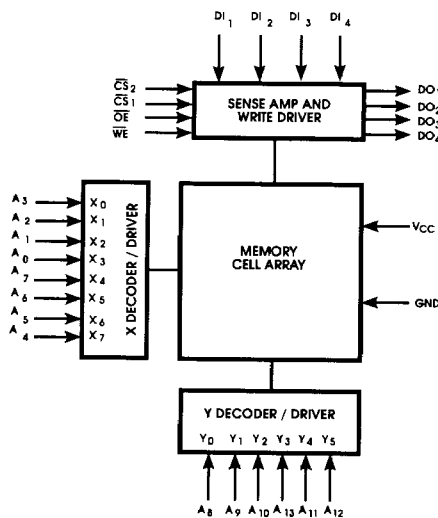 DI1 DI2 DI3 DI4
CS2
CS1
OE
WE
SENSE AMP AND
WRITE DRIVER
DO1
DO2
DO3
DO4
A3 X0
A2 X1
A1 X2
A0 X3
A7 X4
A6 X5
A5 X6
A4 X7
X DECODER / DRIVER
MEMORY
CELL ARRAY
VCC
GND
Y DECODER / DRIVER
Y0 Y1 Y2 Y3 Y4 Y5
A8 A9 A10 A13 A11 A12